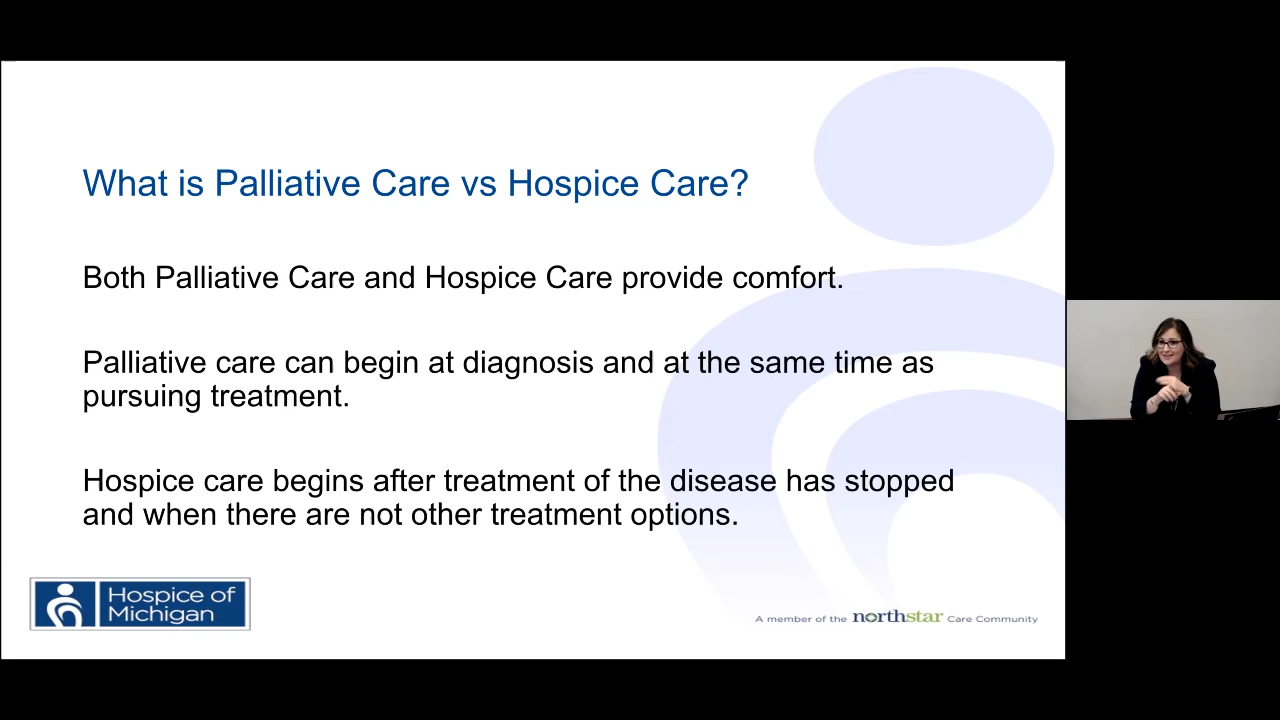 What is Palliative Care vs Hospice Care?
Both Palliative Care and Hospice Care provide comfort.
Palliative care can begin at diagnosis and at the same time as
pursuing treatment.
Hospice care begins after treatment of the disease has stopped
and when there are not other treatment options.
Hospice of
Michigan
A member of the northstar Care Community